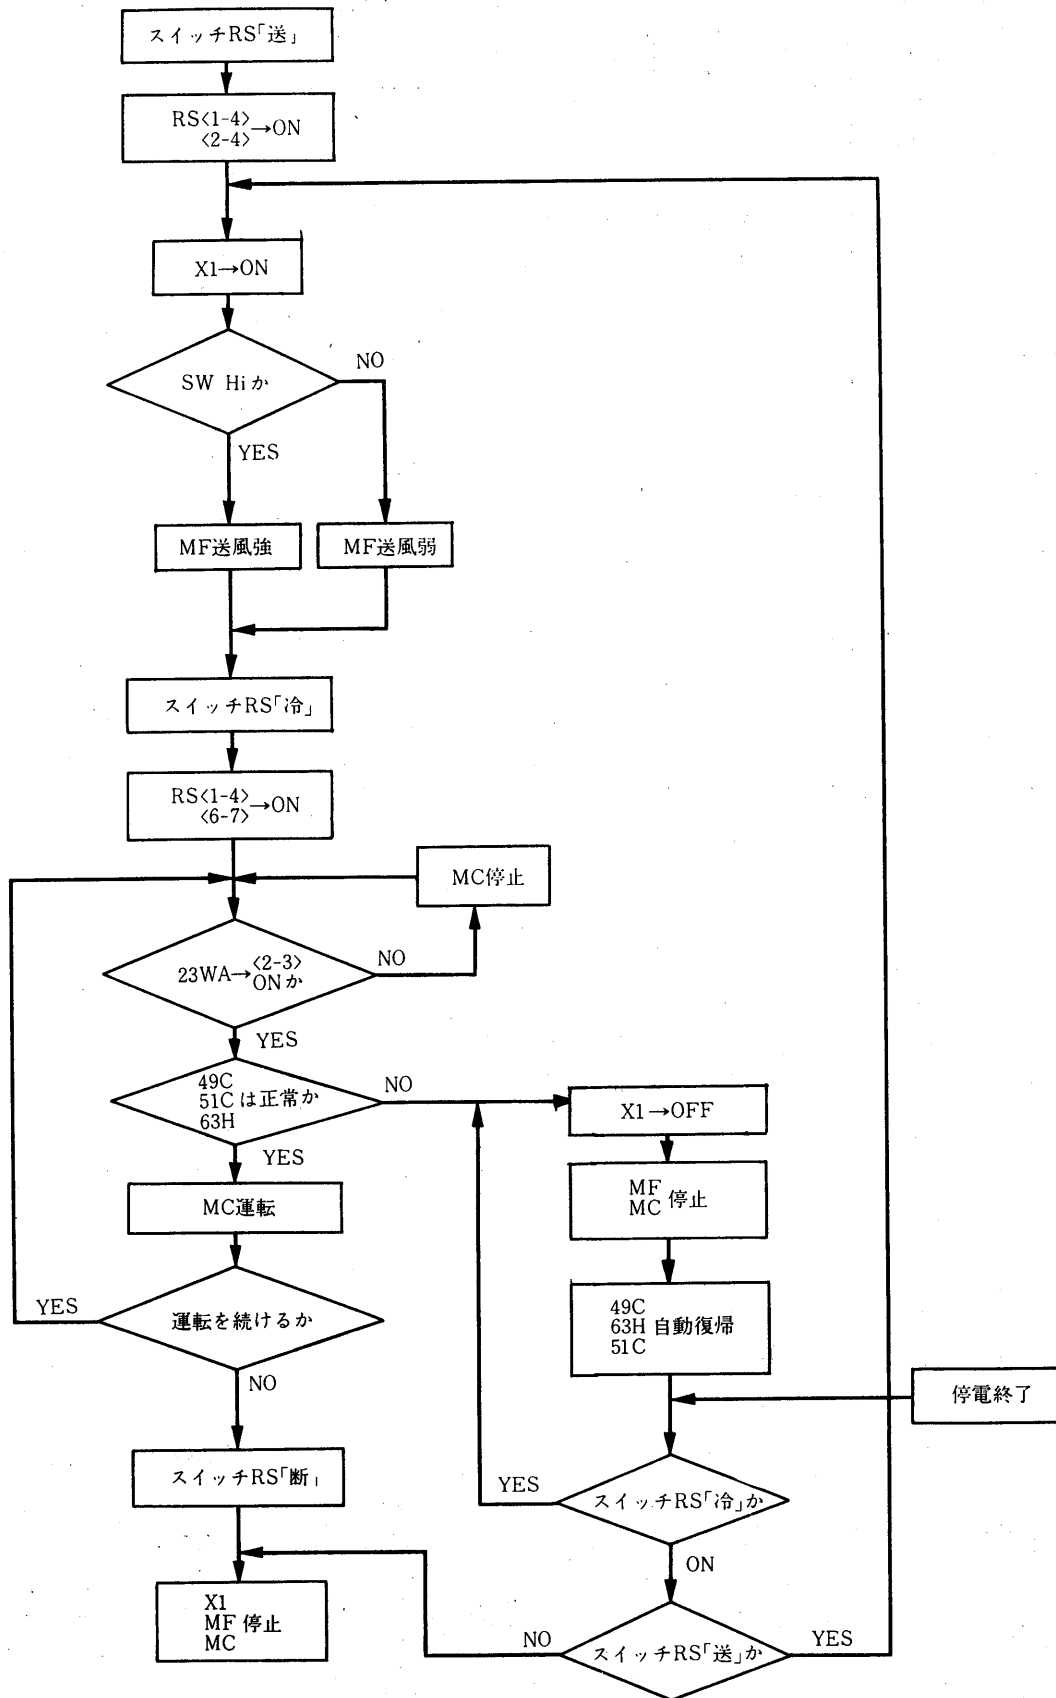 スイッチRS「送」
RS<1-4>
<2-4>→ON
X1→ON
SW Hiか
NO
YES
MF送風強
MF送風弱
スイッチRS「冷」
RS<1-4>
<6-7>→ON
MC停止
23WA→<2-3>
ONか
NO
YES
49C
51Cは正常か
63H
NO
YES
X1→OFF
MC運転
MF
MC 停止
運転を続けるか
YES
NO
49C
63H 自動復帰
51C
停電終了
スイッチRS「断」
スイッチRS「冷」か
YES
ON
X1
MF 停止
MC
スイッチRS「送」か
NO
YES